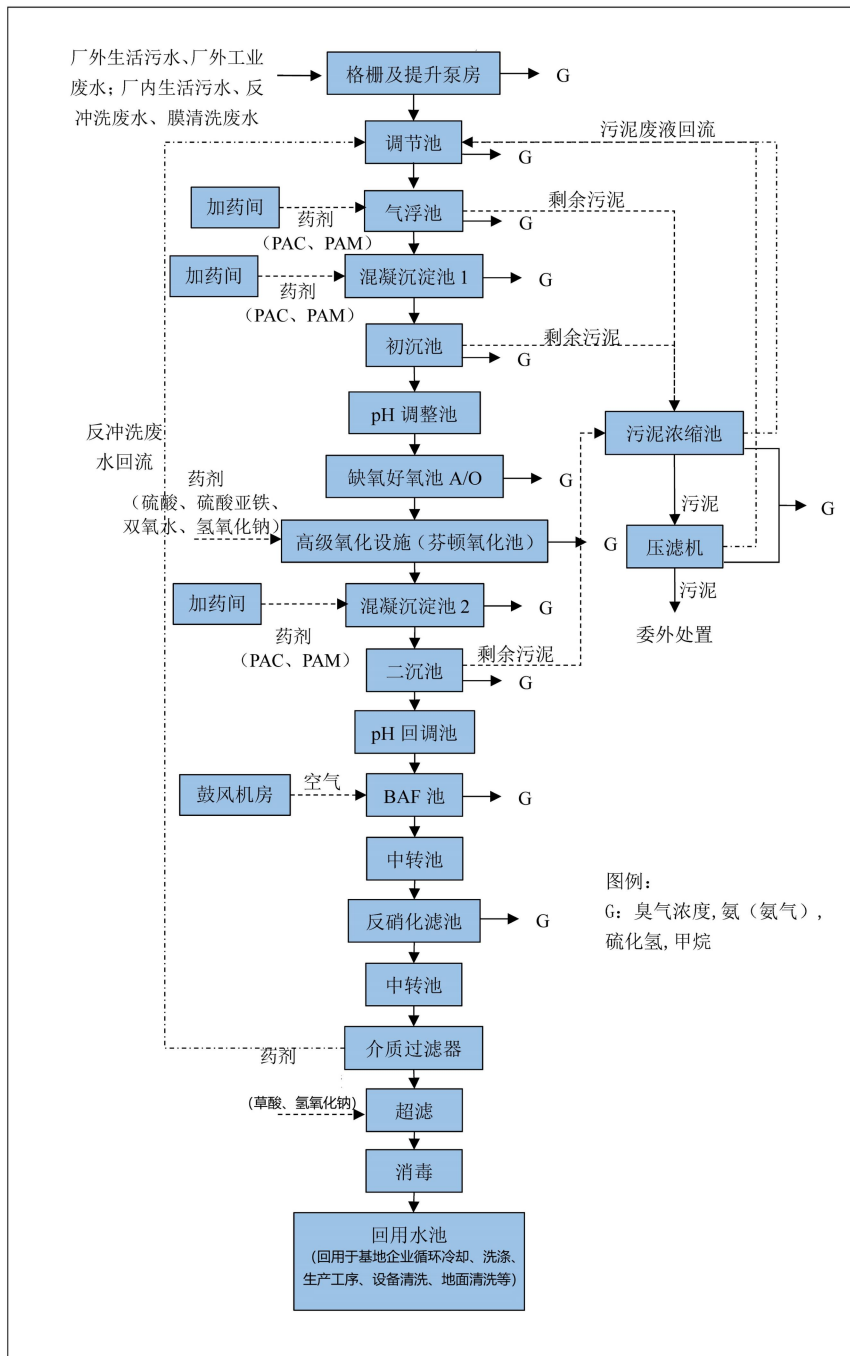 厂外生活污水、厂外工业
废水；厂内生活污水、反
冲洗废水、膜清洗废水
格栅及提升泵房
G
调节池
G
污泥废液回流
加药间
药剂
（PAC、PAM）
气浮池
G
剩余污泥
加药间
药剂
（PAC、PAM）
混凝沉淀池 1
G
初沉池
G
剩余污泥
pH 调整池
反冲洗废
水回流
污泥浓缩池
缺氧好氧池 A/O
G
药剂
（硫酸、硫酸亚铁、
双氧水、氢氧化钠）
高级氧化设施（芬顿氧化池）
G
污泥
G
压滤机
污泥
委外处置
加药间
药剂
（PAC、PAM）
混凝沉淀池 2
G
二沉池
G
剩余污泥
pH 回调池
鼓风机房
空气
BAF 池
G
中转池
反硝化滤池
G
图例：
G：臭气浓度,氨（氨气）,
硫化氢,甲烷
中转池
介质过滤器
药剂
（草酸、氢氧化钠）
超滤
消毒
回用水池
（回用于基地企业循环冷却、洗涤、
生产工序、设备清洗、地面清洗等）